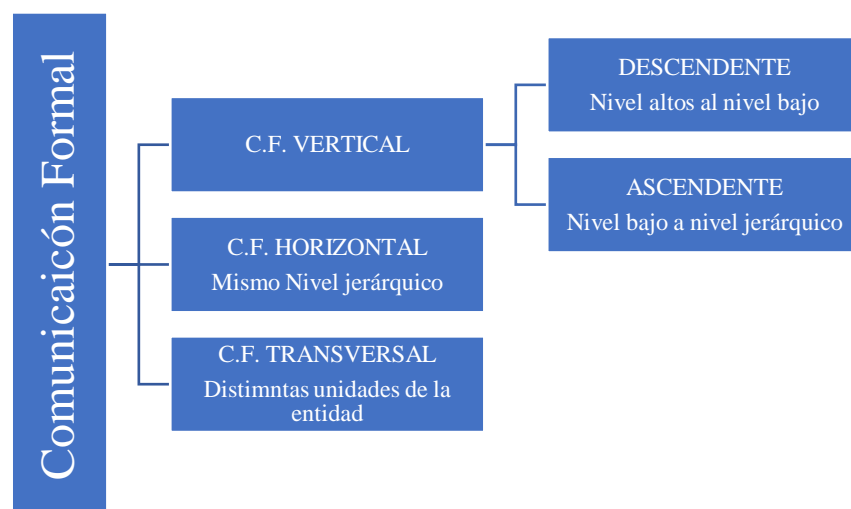 Comunicaicón Formal
C.F. VERTICAL
DESCENDENTE
Nivel altos al nivel bajo
ASCENDENTE
Nivel bajo a nivel jerárquico
C.F. HORIZONTAL
Mismo Nivel jerárquico
C.F. TRANSVERSAL
Distimntas unidades de la
entidad